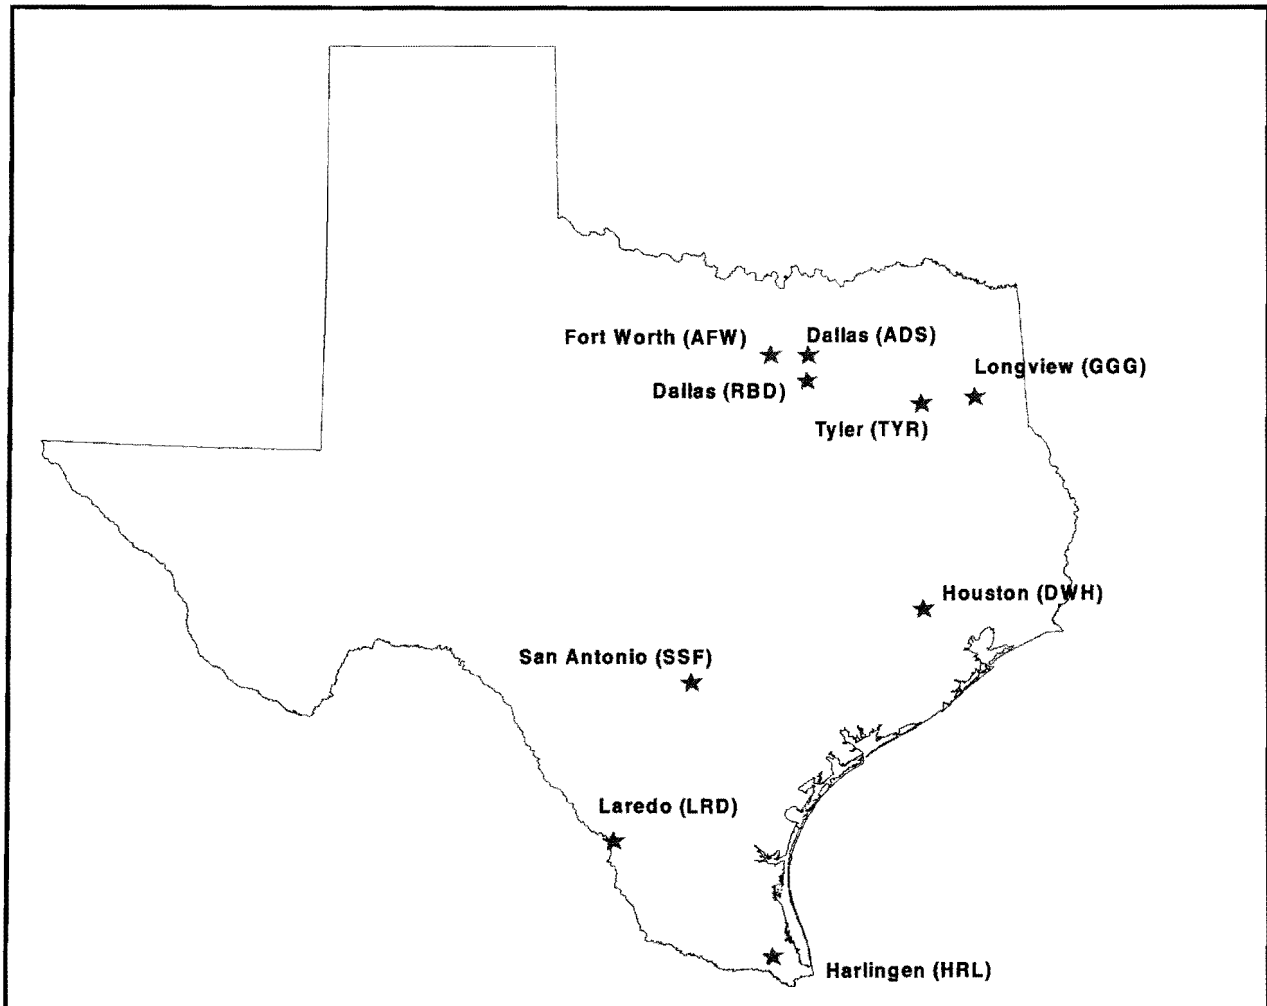 Fort Worth (AFW)
Dallas (ADS)
Longview (GGG)
Dallas (RBD)
Tyler (TYR)
Houston (DWH)
San Antonio (SSF)
Laredo (LRD)
Harlingen (HRL)